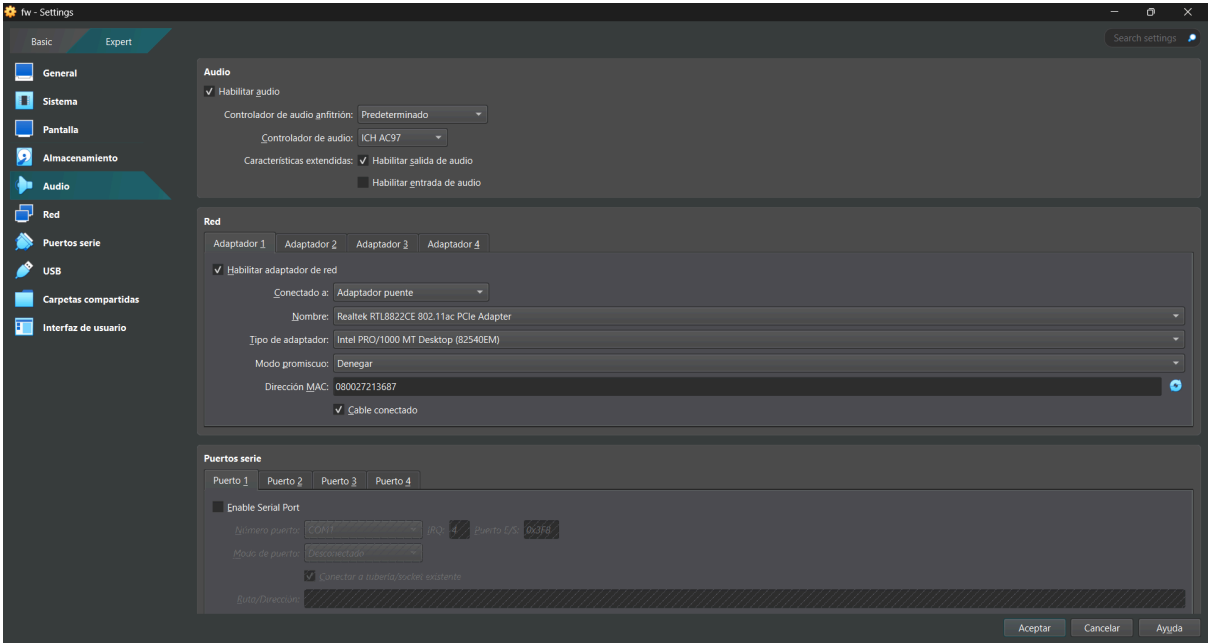 fw - Settings
Basic Expert Search settings
General
Sistema
Pantalla
Almacenamiento
Audio
Red
Puertos serie
USB
Carpetas compartidas
Interfaz de usuario
Audio
Habilitar audio
Controlador de audio anfitrión: Predeterminado
Controlador de audio: ICH AC97
Características extendidas: Habilitar salida de audio
Habilitar entrada de audio
Red
Adaptador 1 Adaptador 2 Adaptador 3 Adaptador 4
Habilitar adaptador de red
Conectado a: Adaptador puente
Nombre: Realtek RTL8822CE 802.11ac PCIe Adapter
Tipo de adaptador: Intel PRO/1000 MT Desktop (82540EM)
Modo promiscuo: Denegar
Dirección MAC: 080027213687
Cable conectado
Puertos serie
Puerto 1 Puerto 2 Puerto 3 Puerto 4
Enable Serial Port
Número puerto: COM1 IRQ: 4 Puerto E/S: 0x3F8
Modo de puerto: Desconectado
Conectar a tubería/socket existente
Ruta/Dirección:
Aceptar Cancelar Ayuda